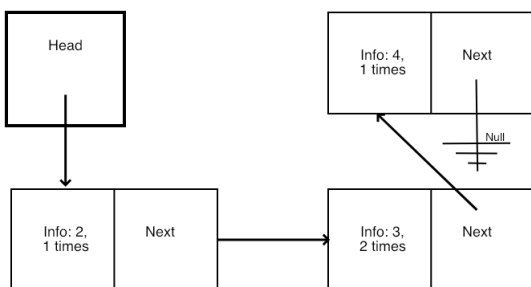 Head
Info: 4,
1 times
Next
Null
Info: 2,
1 times
Next
Info: 3,
2 times
Next